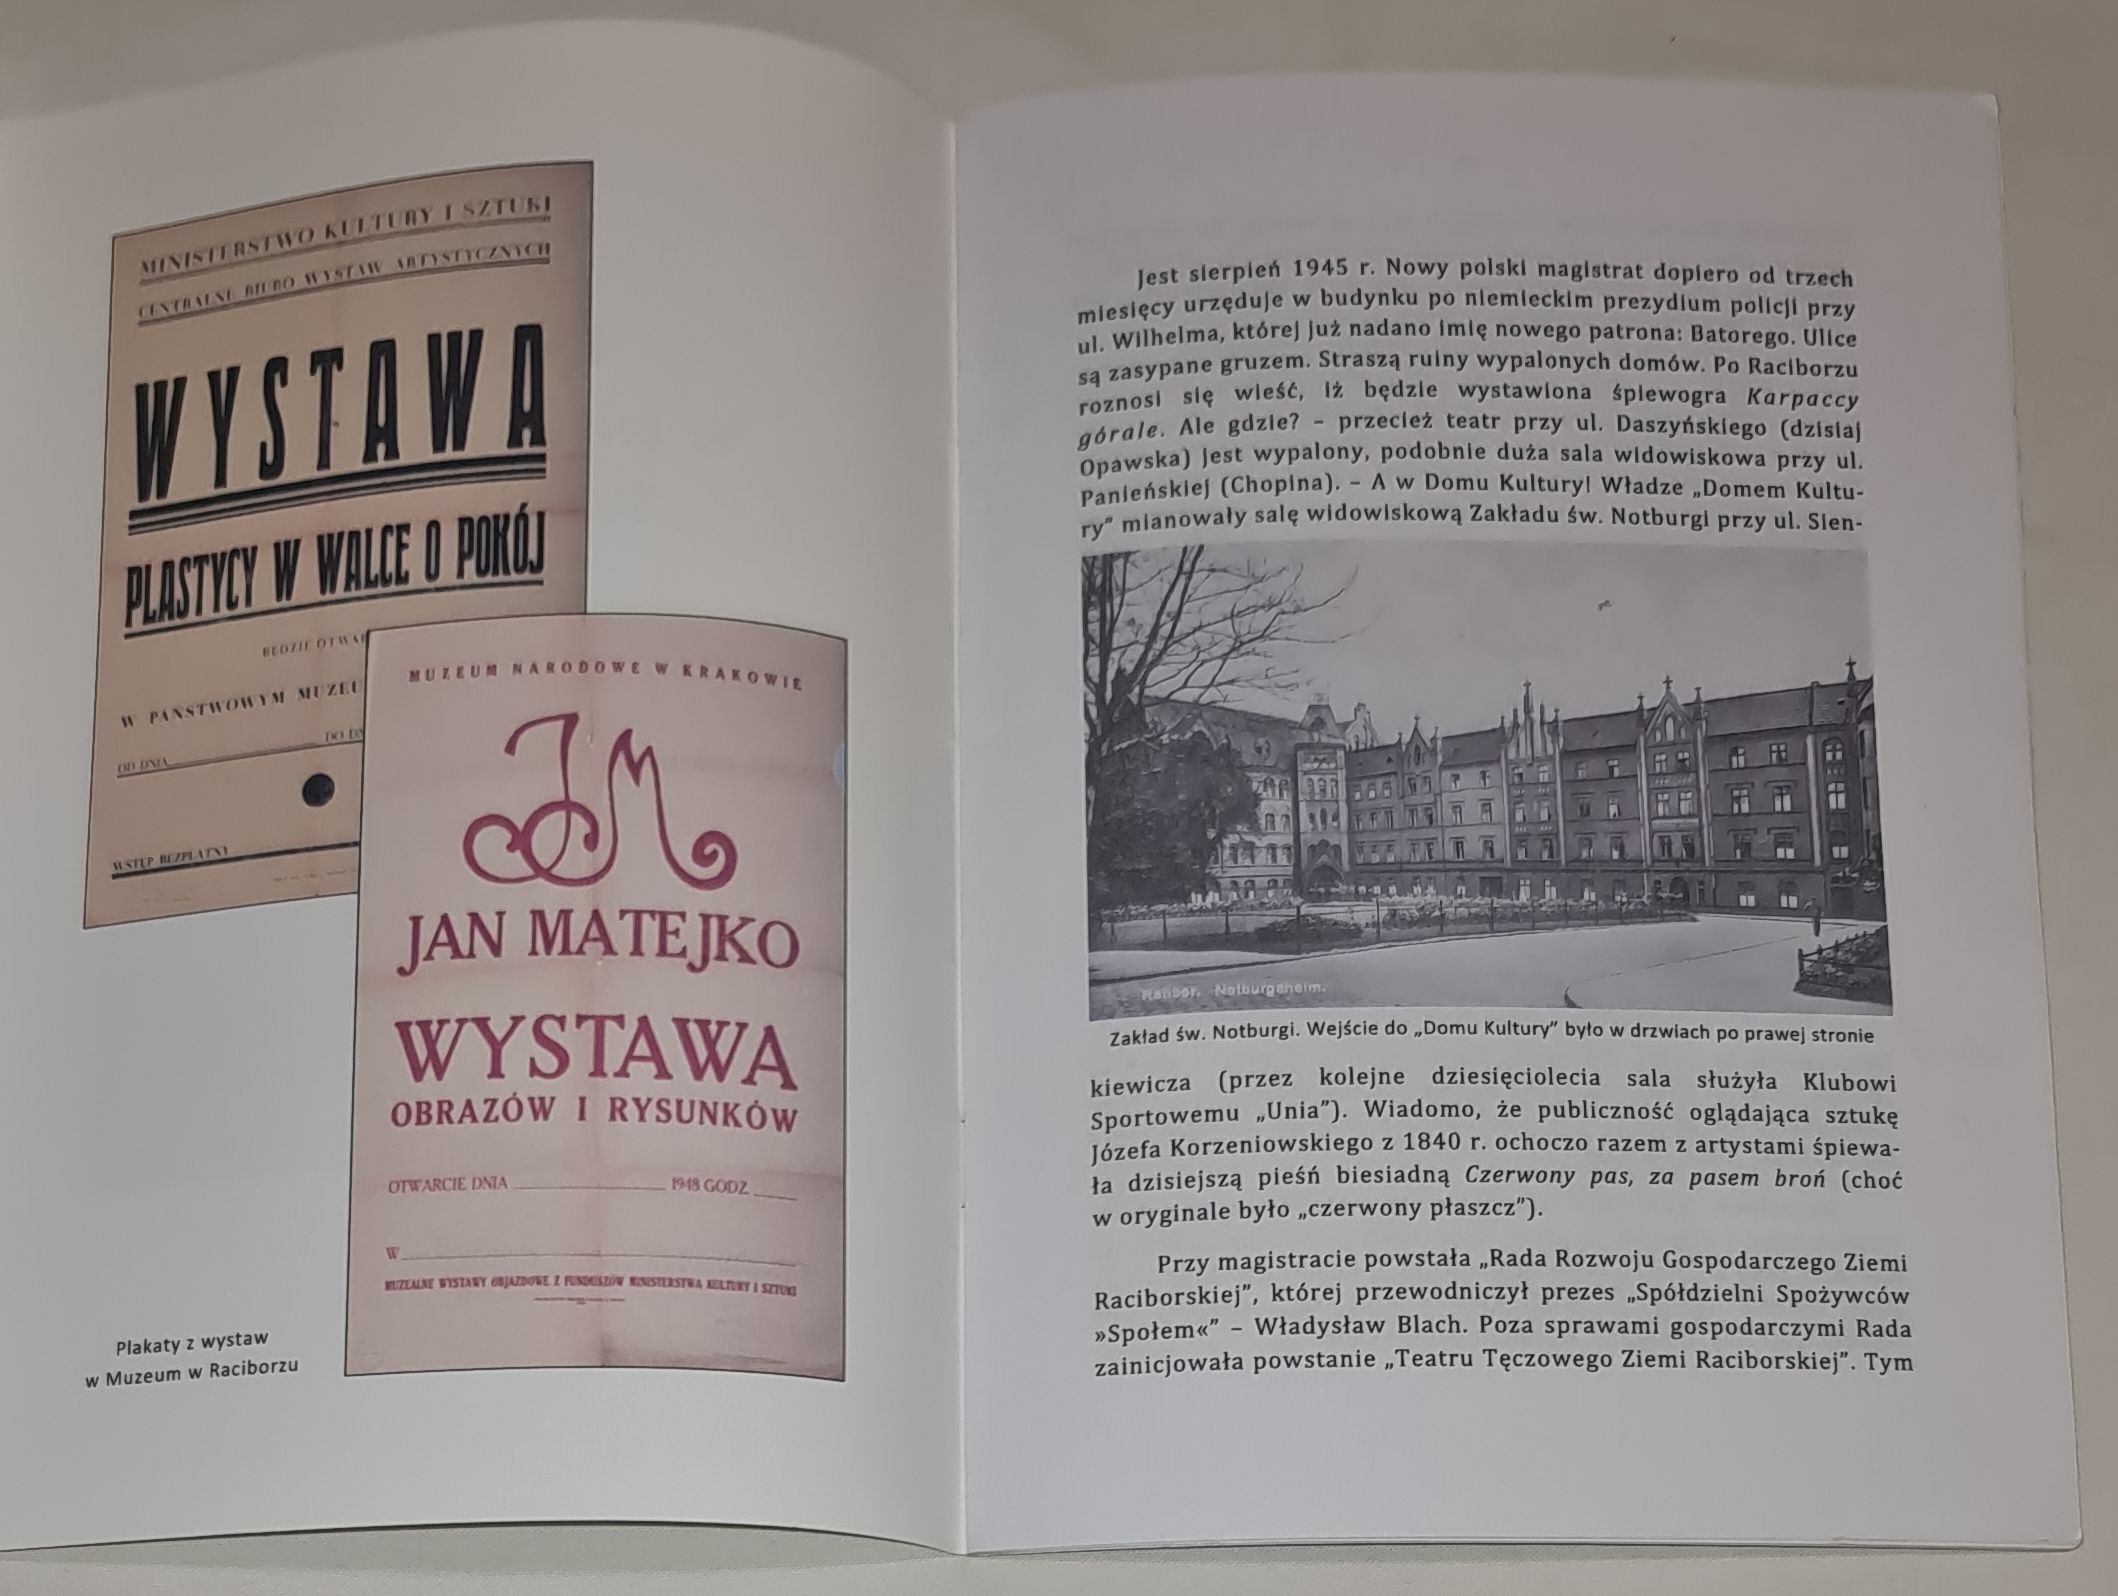 MINISTERSTWO KULTURY I SZTUKI
CENTRALNE BIURO WYSTAW ARTYSTYCZNYCH
WYSTAWA
PLASTYCY W WALCE O POKÓJ
BĘDZIE OTWAR
W PAŃSTWOWYM MUZEU
OD DNIA DO DN
WSTĘP BEZPŁATNY
MUZEUM NARODOWE W KRAKOWIE
JM
JAN MATEJKO
WYSTAWA
OBRAZÓW I RYSUNKÓW
OTWARCIE DNIA 1948 GODZ
W
MUZEALNE WYSTAWY OBJAZDOWE Z FUNDUSZÓW MINISTERSTWA KULTURY I SZTUKI
Plakaty z wystaw
w Muzeum w Raciborzu
Jest sierpień 1945 r. Nowy polski magistrat dopiero od trzech
miesięcy urzęduje w budynku po niemieckim prezydium policji przy
ul. Wilhelma, której już nadano imię nowego patrona: Batorego. Ulice
są zasypane gruzem. Straszą ruiny wypalonych domów. Po Raciborzu
roznosi się wieść, iż będzie wystawiona śpiewogra Karpaccy
górale. Ale gdzie? – przecież teatr przy ul. Daszyńskiego (dzisiaj
Opawska) jest wypalony, podobnie duża sala widowiskowa przy ul.
Panieńskiej (Chopina). – A w Domu Kultury! Władze „Domem Kultu-
ry” mianowały salę widowiskową Zakładu św. Notburgi przy ul. Sien-
Ratibor. Notburgaheim.
Zakład św. Notburgi. Wejście do „Domu Kultury” było w drzwiach po prawej stronie
kiewicza (przez kolejne dziesięciolecia sala służyła Klubowi
Sportowemu „Unia”). Wiadomo, że publiczność oglądająca sztukę
Józefa Korzeniowskiego z 1840 r. ochoczo razem z artystami śpiewa-
ła dzisiejszą pieśń biesiadną Czerwony pas, za pasem broń (choć
w oryginale było „czerwony płaszcz”).
Przy magistracie powstała „Rada Rozwoju Gospodarczego Ziemi
Raciborskiej”, której przewodniczył prezes „Spółdzielni Spożywców
»Społem«” – Władysław Blach. Poza sprawami gospodarczymi Rada
zainicjowała powstanie „Teatru Tęczowego Ziemi Raciborskiej”. Tym